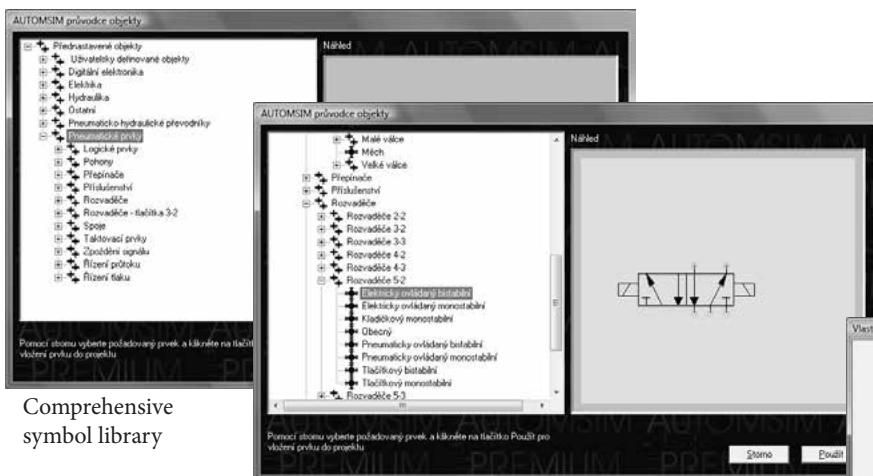 AUTOMSIM průvodce objekty
Přednastavené objekty
Uživatelsky definované objekty
Digitální elektronika
Elektrika
Hydraulika
Ostatní
Pneumaticko-hydraulické převodníky
Pneumatické prvky
Logické prvky
Pohony
Přepínače
Příslušenství
Rozvaděče
Rozvaděče - tlačítka 3-2
Spoje
Taktovací prvky
Zpoždění signálu
Řízení průtoku
Řízení tlaku
Náhled
Pomocí stromu vyberte požadovaný prvek a klikněte na tlačít
vložení prvku do projektu
Comprehensive
symbol library
AUTOMSIM průvodce objekty
Malé válce
Měch
Velké válce
Přepínače
Příslušenství
Rozvaděče
Rozvaděče 2-2
Rozvaděče 3-2
Rozvaděče 3-3
Rozvaděče 4-2
Rozvaděče 4-3
Rozvaděče 5-2
Elektricky ovládaný bistabilní
Elektricky ovládaný monostabilní
Kladičkový monostabilní
Obecný
Pneumaticky ovládaný bistabilní
Pneumaticky ovládaný monostabilní
Tlačítkový bistabilní
Tlačítkový monostabilní
Rozvaděče 5-3
Náhled
Pomocí stromu vyberte požadovaný prvek a klikněte na tlačítko Použít pro
vložení prvku do projektu
Storno
Použít
Vlast